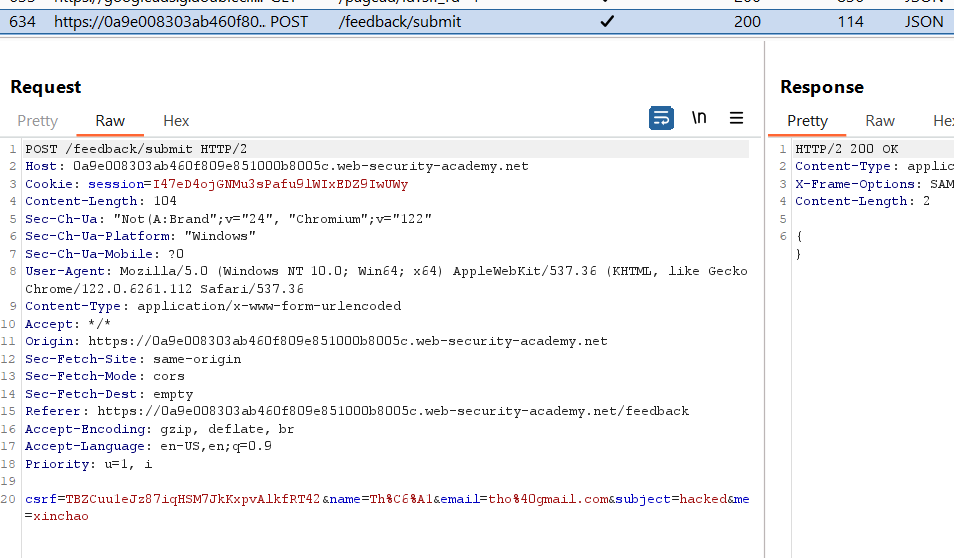 634 https://0a9e008303ab460f80.. POST /feedback/submit ✓ 200 114 JSON
Request
Pretty Raw Hex \n
1 POST /feedback/submit HTTP/2
2 Host: 0a9e008303ab460f809e851000b8005c.web-security-academy.net
3 Cookie: session=I47eD4ojGNMu3sPafu9lWIxEDZ9IwUWy
4 Content-Length: 104
5 Sec-Ch-Ua: "Not(A:Brand";v="24", "Chromium";v="122"
6 Sec-Ch-Ua-Platform: "Windows"
7 Sec-Ch-Ua-Mobile: ?0
8 User-Agent: Mozilla/5.0 (Windows NT 10.0; Win64; x64) AppleWebKit/537.36 (KHTML, like Gecko
Chrome/122.0.6261.112 Safari/537.36
9 Content-Type: application/x-www-form-urlencoded
10 Accept: */*
11 Origin: https://0a9e008303ab460f809e851000b8005c.web-security-academy.net
12 Sec-Fetch-Site: same-origin
13 Sec-Fetch-Mode: cors
14 Sec-Fetch-Dest: empty
15 Referer: https://0a9e008303ab460f809e851000b8005c.web-security-academy.net/feedback
16 Accept-Encoding: gzip, deflate, br
17 Accept-Language: en-US,en;q=0.9
18 Priority: u=1, i
19
20 csrf=TBZCuu1eJz87iqHSM7JkKxpvAlkfRT42&name=Th%C6%A1&email=tho%40gmail.com&subject=hacked&me
=xinchao
Response
Pretty Raw Hex
1 HTTP/2 200 OK
2 Content-Type: applic
3 X-Frame-Options: SAM
4 Content-Length: 2
5
6 {
}